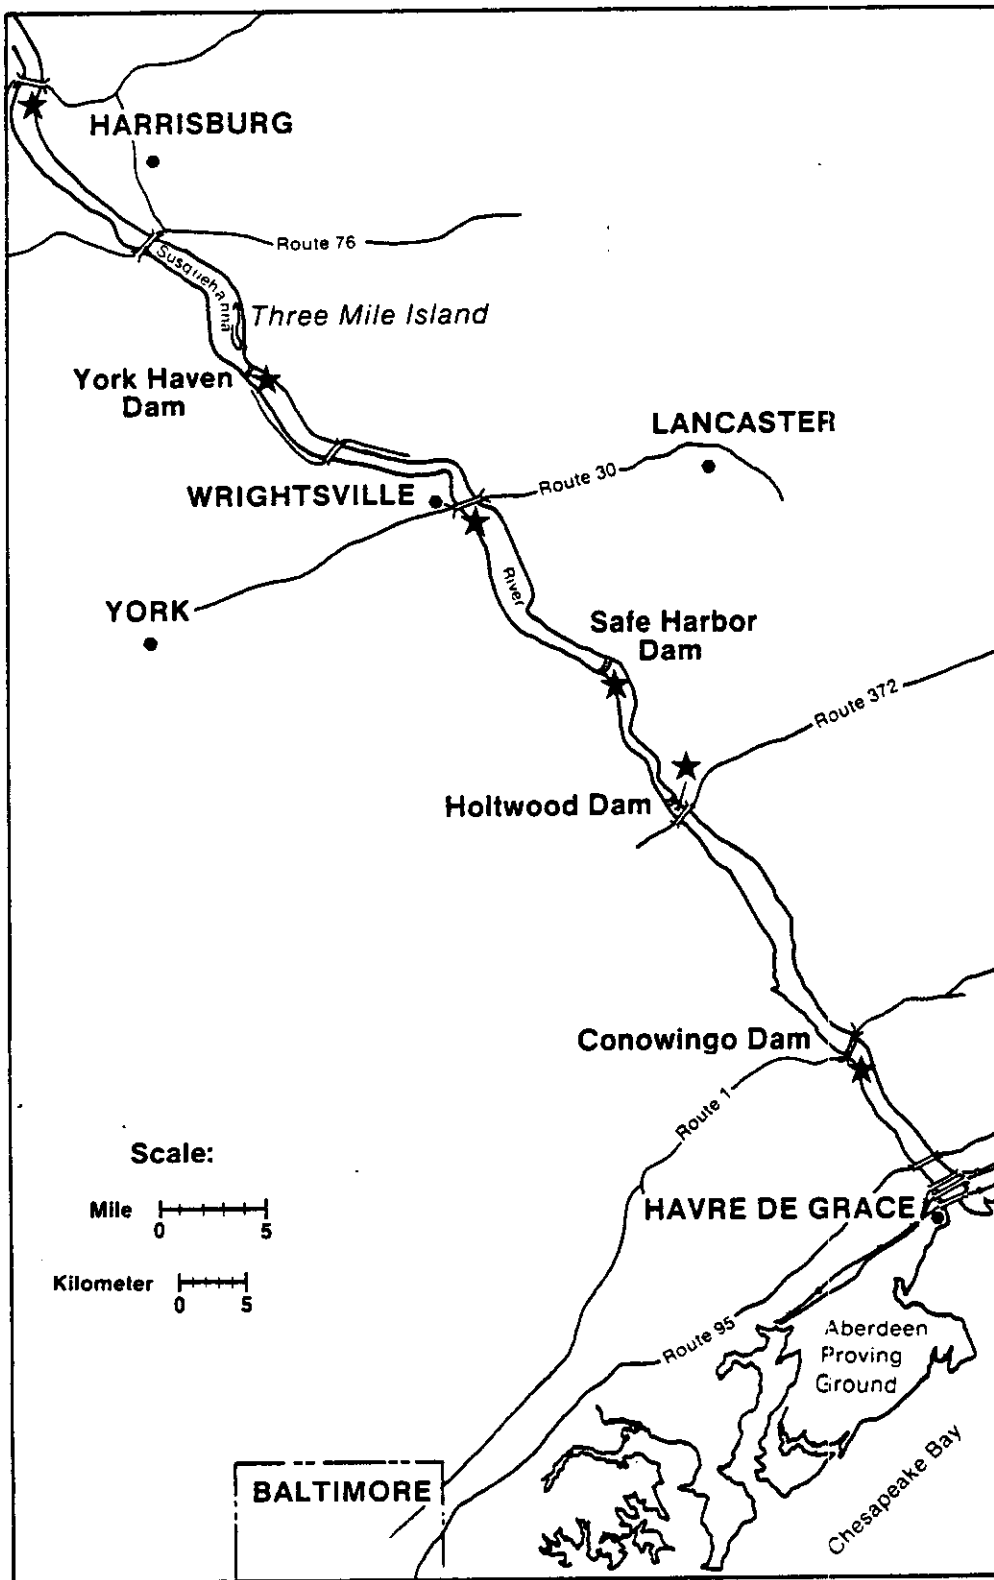 HARRISBURG
Route 76
Susquehanna
Three Mile Island
York Haven
Dam
LANCASTER
Route 30
WRIGHTSVILLE
River
YORK
Safe Harbor
Dam
Route 372
Holtwood Dam
Conowingo Dam
Route 1
Scale:
Mile
0 5
Kilometer
0 5
HAVRE DE GRACE
Route 95
Aberdeen
Proving
Ground
Chesapeake Bay
BALTIMORE